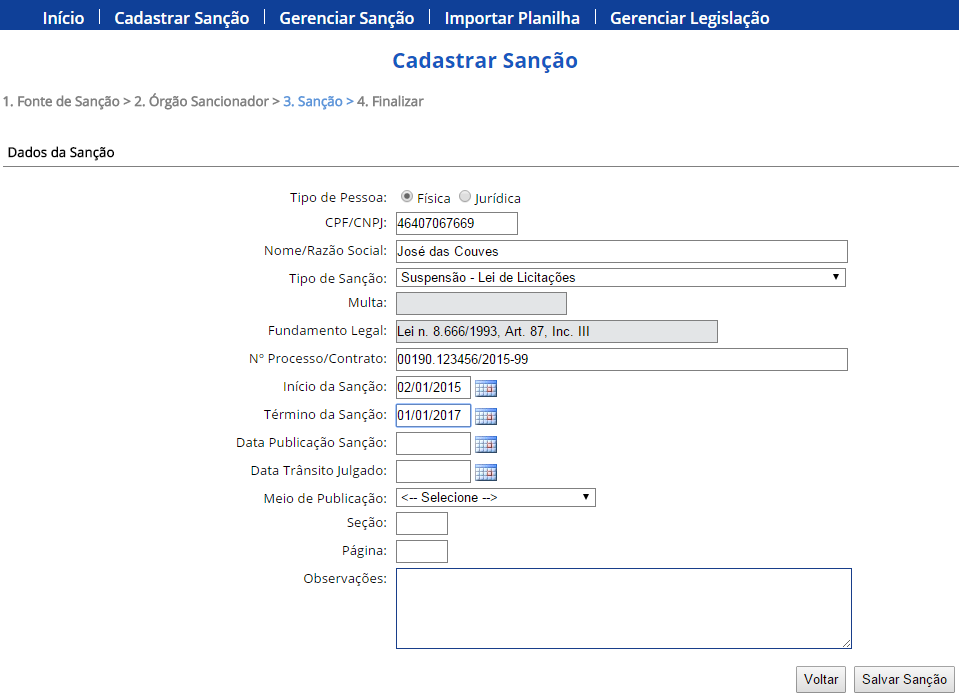 Início | Cadastrar Sanção | Gerenciar Sanção | Importar Planilha | Gerenciar Legislação
Cadastrar Sanção
1. Fonte de Sanção > 2. Órgão Sancionador > 3. Sanção > 4. Finalizar
Dados da Sanção
Tipo de Pessoa: Física Jurídica
CPF/CNPJ: 46407067669
Nome/Razão Social: José das Couves
Tipo de Sanção: Suspensão - Lei de Licitações
Multa:
Fundamento Legal: Lei n. 8.666/1993, Art. 87, Inc. III
Nº Processo/Contrato: 00190.123456/2015-99
Início da Sanção: 02/01/2015
Término da Sanção: 01/01/2017
Data Publicação Sanção:
Data Trânsito Julgado:
Meio de Publicação: <-- Selecione -->
Seção:
Página:
Observações:
Voltar Salvar Sanção